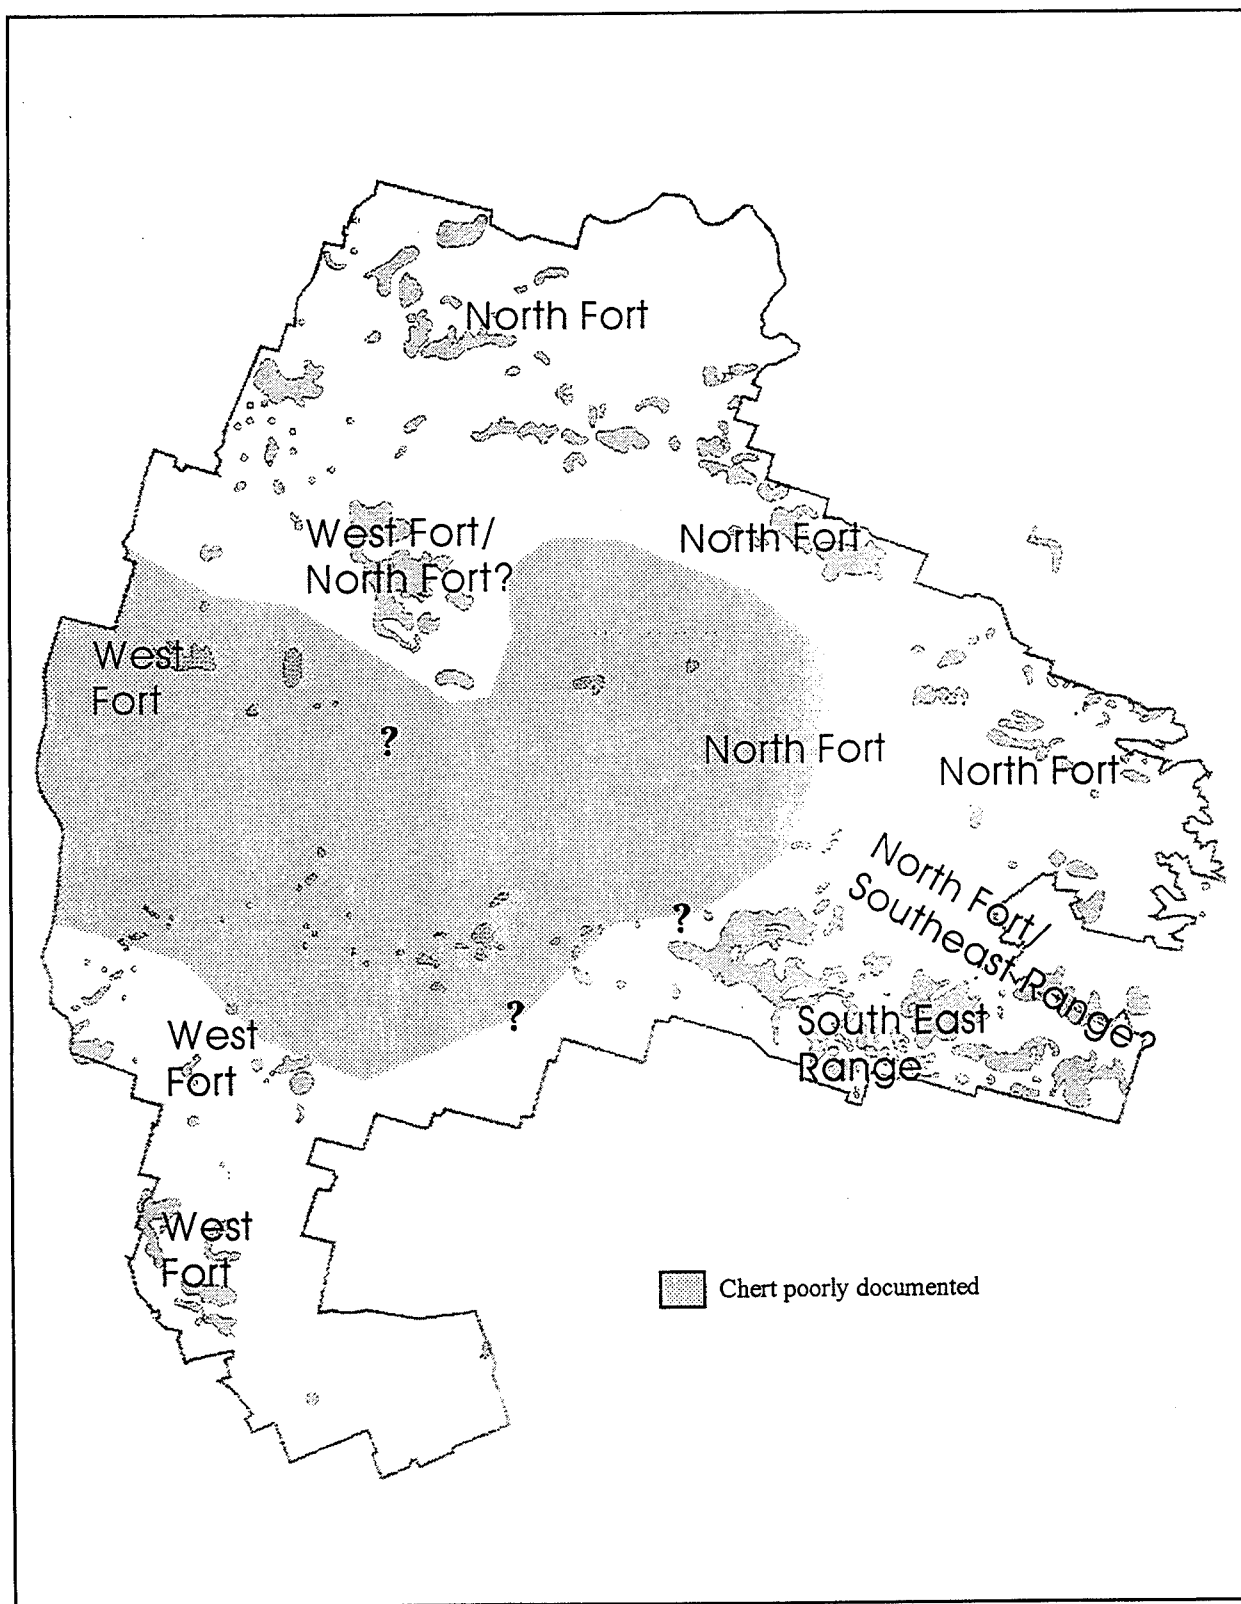 North Fort
West Fort/
North Fort?
North Fort
West
Fort
?
North Fort
North Fort
North Fort/
Southeast Range?
?
?
South East
Range
West
Fort
West
Fort
Chert poorly documented